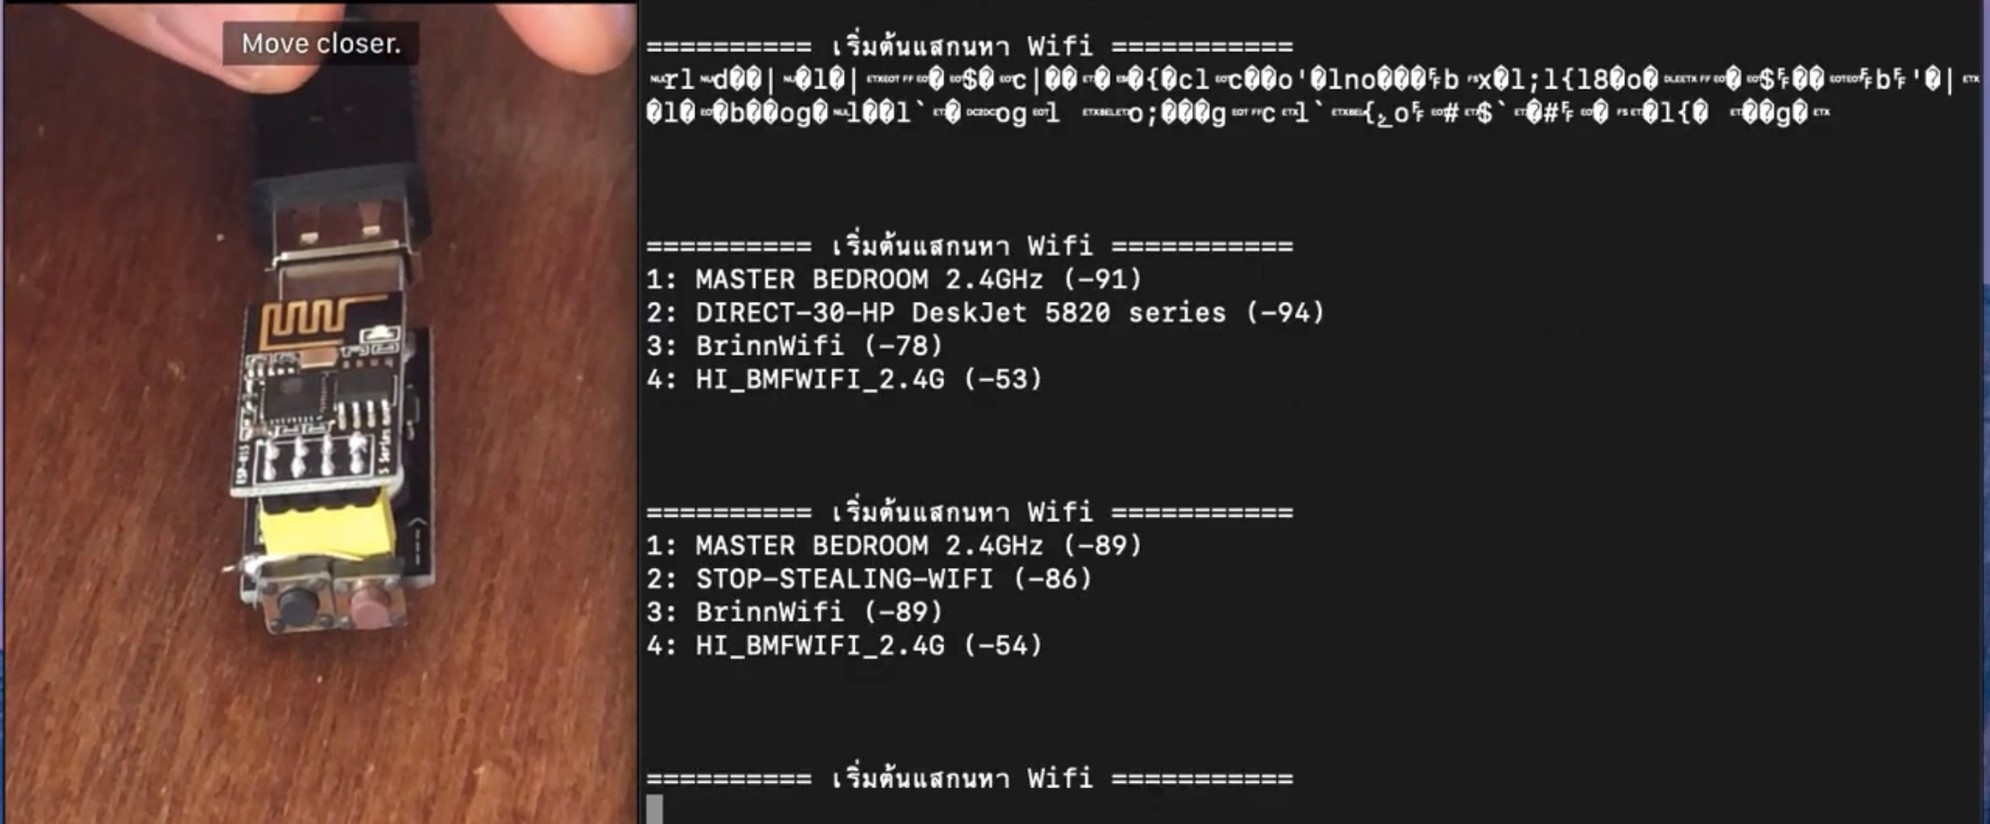 Move closer.
ESP-01S
S Series
========== เริ่มต้นแสกนหา Wifi ===========
========== เริ่มต้นแสกนหา Wifi ===========
1: MASTER BEDROOM 2.4GHz (-91)
2: DIRECT-30-HP DeskJet 5820 series (-94)
3: BrinnWifi (-78)
4: HI_BMFWIFI_2.4G (-53)
========== เริ่มต้นแสกนหา Wifi ===========
1: MASTER BEDROOM 2.4GHz (-89)
2: STOP-STEALING-WIFI (-86)
3: BrinnWifi (-89)
4: HI_BMFWIFI_2.4G (-54)
========== เริ่มต้นแสกนหา Wifi ===========